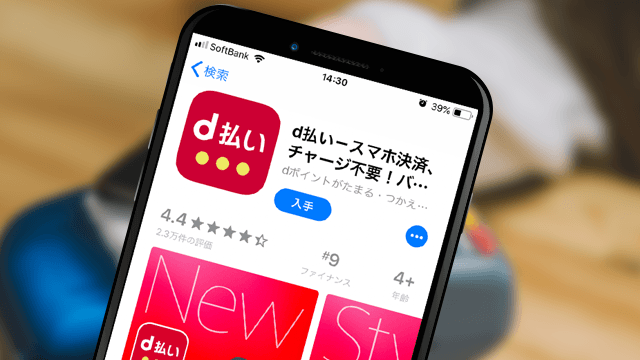 SoftBank
14:30
39%
検索
d払い
d払いースマホ決済、
チャージ不要！バ…
dポイントがたまる・つかえ…
入手
4.4
2.3万件の評価
#9
ファイナンス
4+
年齢
New
Sty
d払い